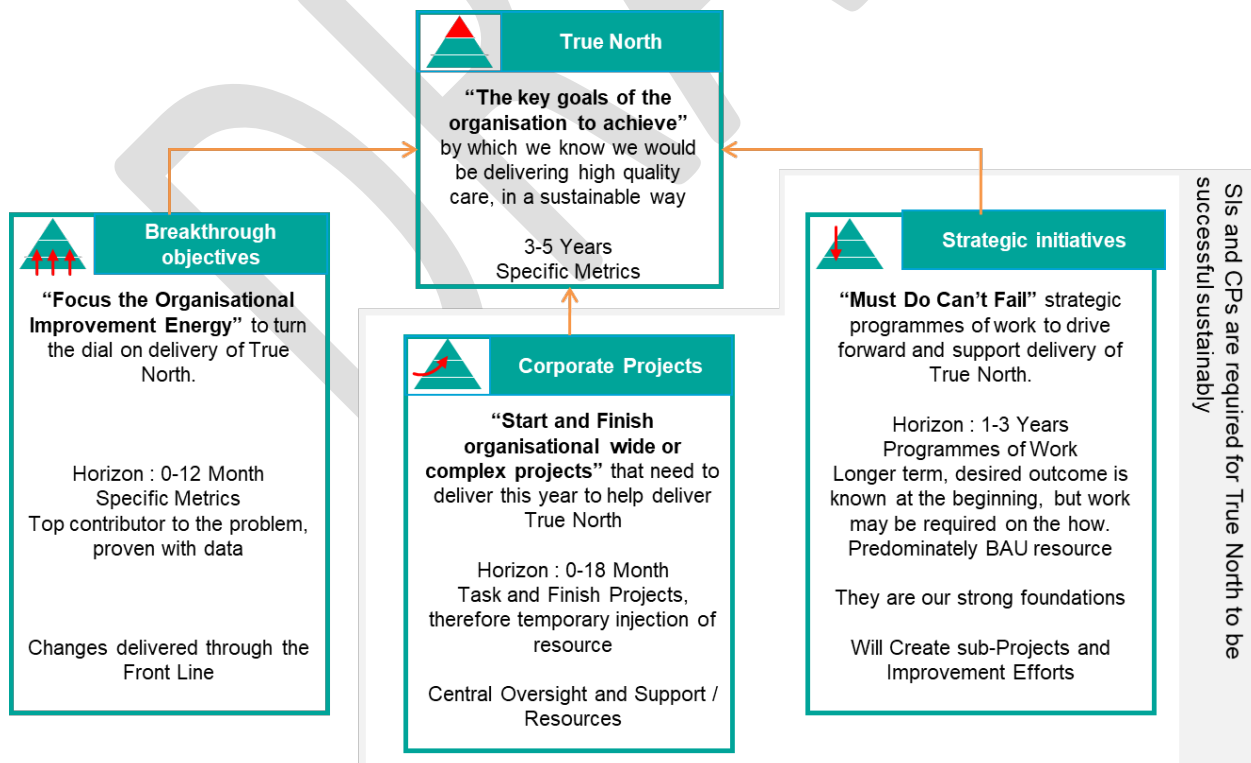 True North
“The key goals of the
organisation to achieve”
by which we know we would
be delivering high quality
care, in a sustainable way
3-5 Years
Specific Metrics
Breakthrough
objectives
“Focus the Organisational
Improvement Energy” to turn
the dial on delivery of True
North.
Horizon : 0-12 Month
Specific Metrics
Top contributor to the problem,
proven with data
Changes delivered through the
Front Line
Corporate Projects
“Start and Finish
organisational wide or
complex projects” that need to
deliver this year to help deliver
True North
Horizon : 0-18 Month
Task and Finish Projects,
therefore temporary injection of
resource
Central Oversight and Support /
Resources
Strategic initiatives
“Must Do Can’t Fail” strategic
programmes of work to drive
forward and support delivery of
True North.
Horizon : 1-3 Years
Programmes of Work
Longer term, desired outcome is
known at the beginning, but work
may be required on the how.
Predominately BAU resource
They are our strong foundations
Will Create sub-Projects and
Improvement Efforts
SIs and CPs are required for True North to be
successful sustainably